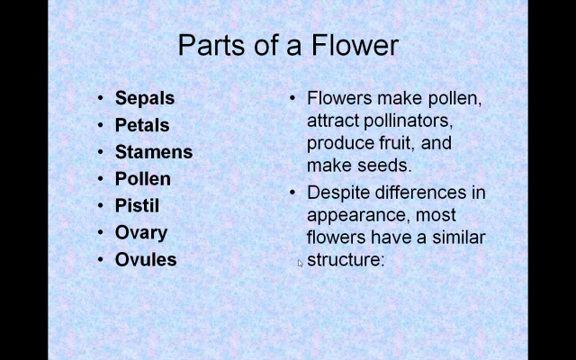 Parts of a Flower
• Sepals
• Petals
• Stamens
• Pollen
• Pistil
• Ovary
• Ovules
• Flowers make pollen,
attract pollinators,
produce fruit, and
make seeds.
• Despite differences in
appearance, most
flowers have a similar
structure: